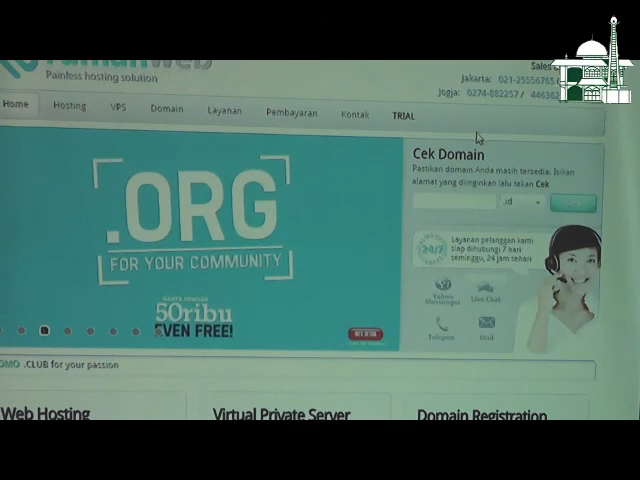 Painless hosting solution
Jakarta: 021-25556765
Jogja: 0274-882257 /
Home Hosting VPS Domain Layanan Pembayaran Kontak TRIAL
Cek Domain
Pastikan domain Anda masih tersedia. Isikan
alamat yang diinginkan lalu tekan Cek
.id
.ORG
FOR YOUR COMMUNITY
50ribu
EVEN FREE!
24/7
Layanan pelanggan kami
siap dihubungi 7 hari
seminggu, 24 jam sehari
Yahoo
Messenger
Live Chat
Telepon
Mail
.CLUB for your passion
Web Hosting
Virtual Private Server
Domain Registration